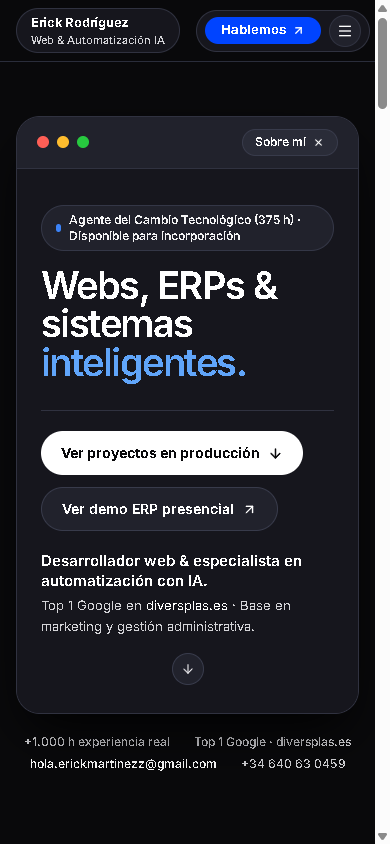 Erick Rodríguez
Web & Automatización IA
Hablemos ↗
Sobre mí ×
Agente del Cambio Tecnológico (375 h) ·
Disponible para incorporación
Webs, ERPs &
sistemas
inteligentes.
Ver proyectos en producción ↓
Ver demo ERP presencial ↗
Desarrollador web & especialista en
automatización con IA.
Top 1 Google en diversplas.es · Base en
marketing y gestión administrativa.
↓
+1.000 h experiencia real
Top 1 Google · diversplas.es
hola.erickmartinezz@gmail.com
+34 640 63 0459